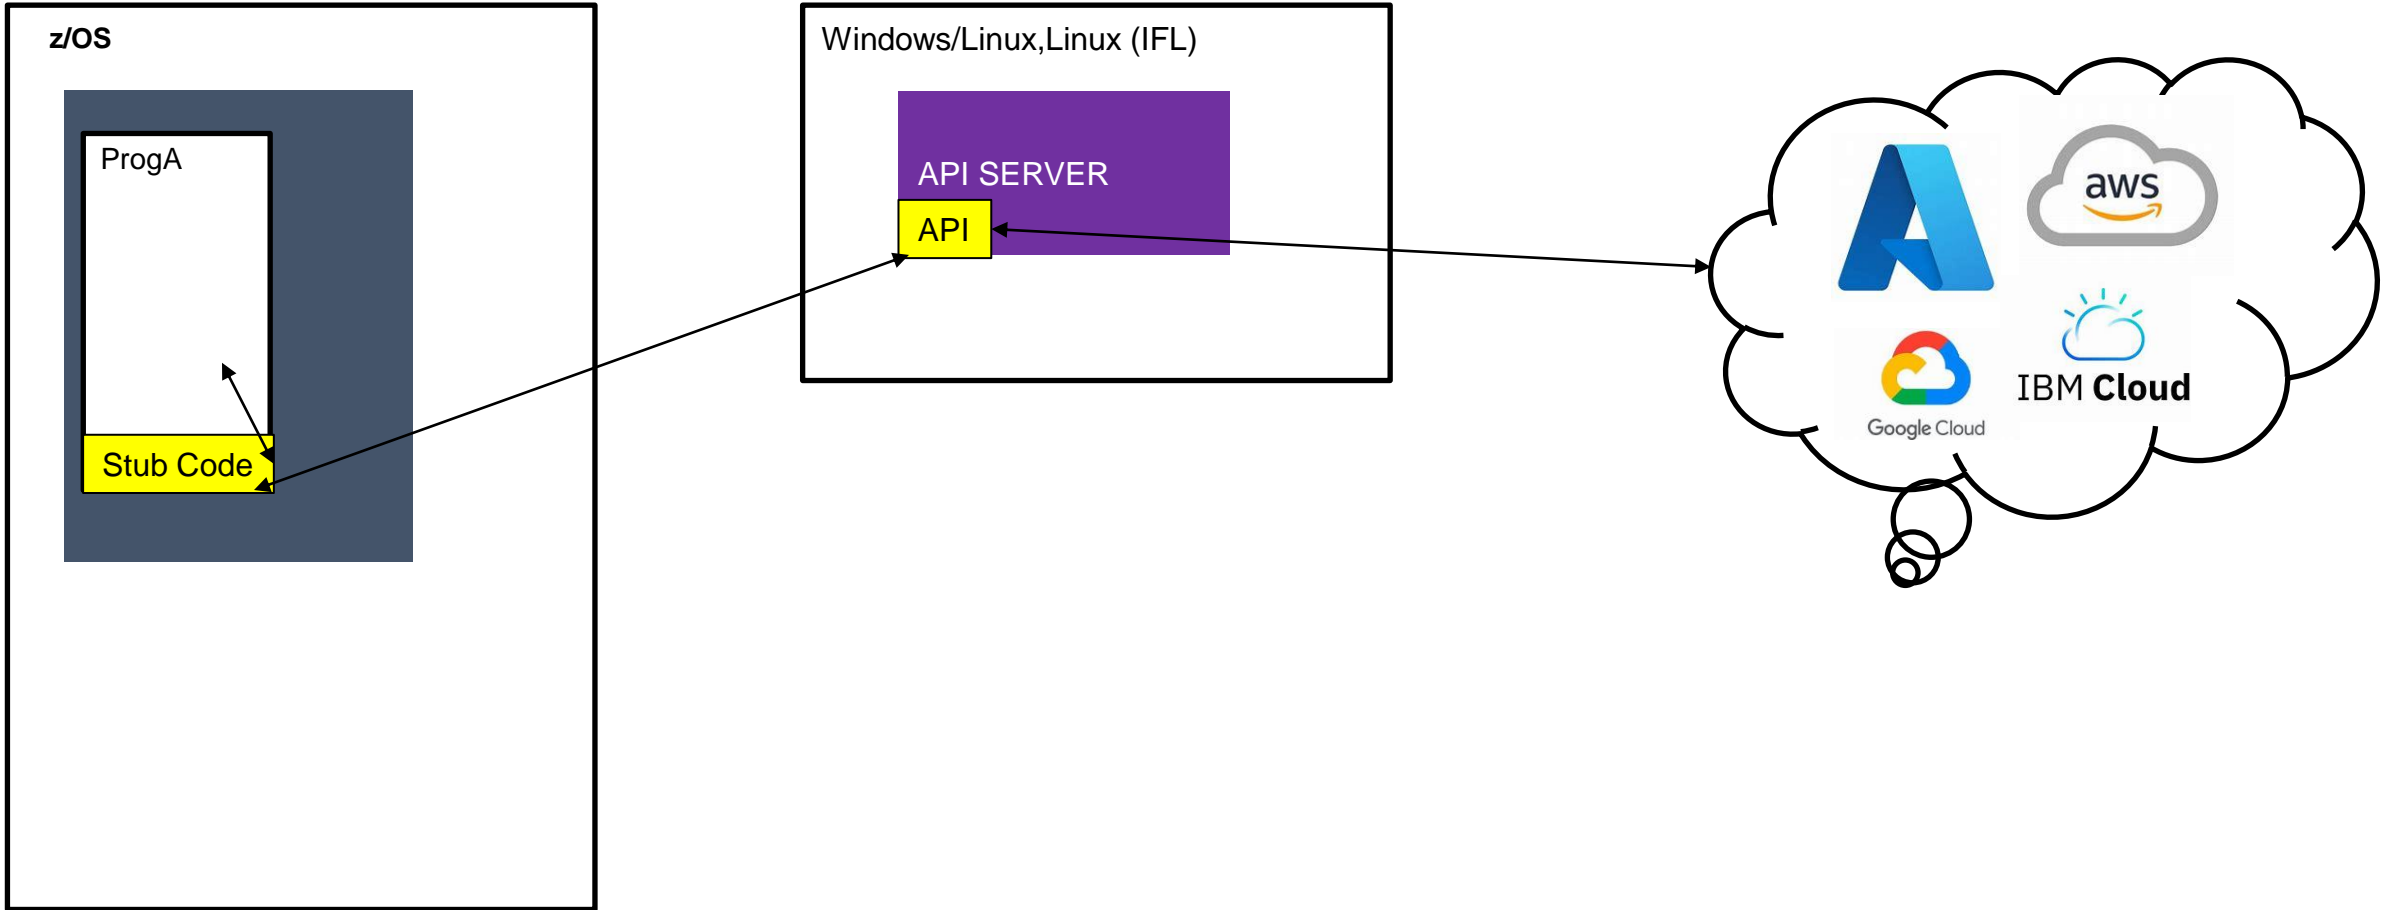 z/OS
ProgA
Stub Code
Windows/Linux,Linux (IFL)
API SERVER
API
aws
Google Cloud
IBM Cloud